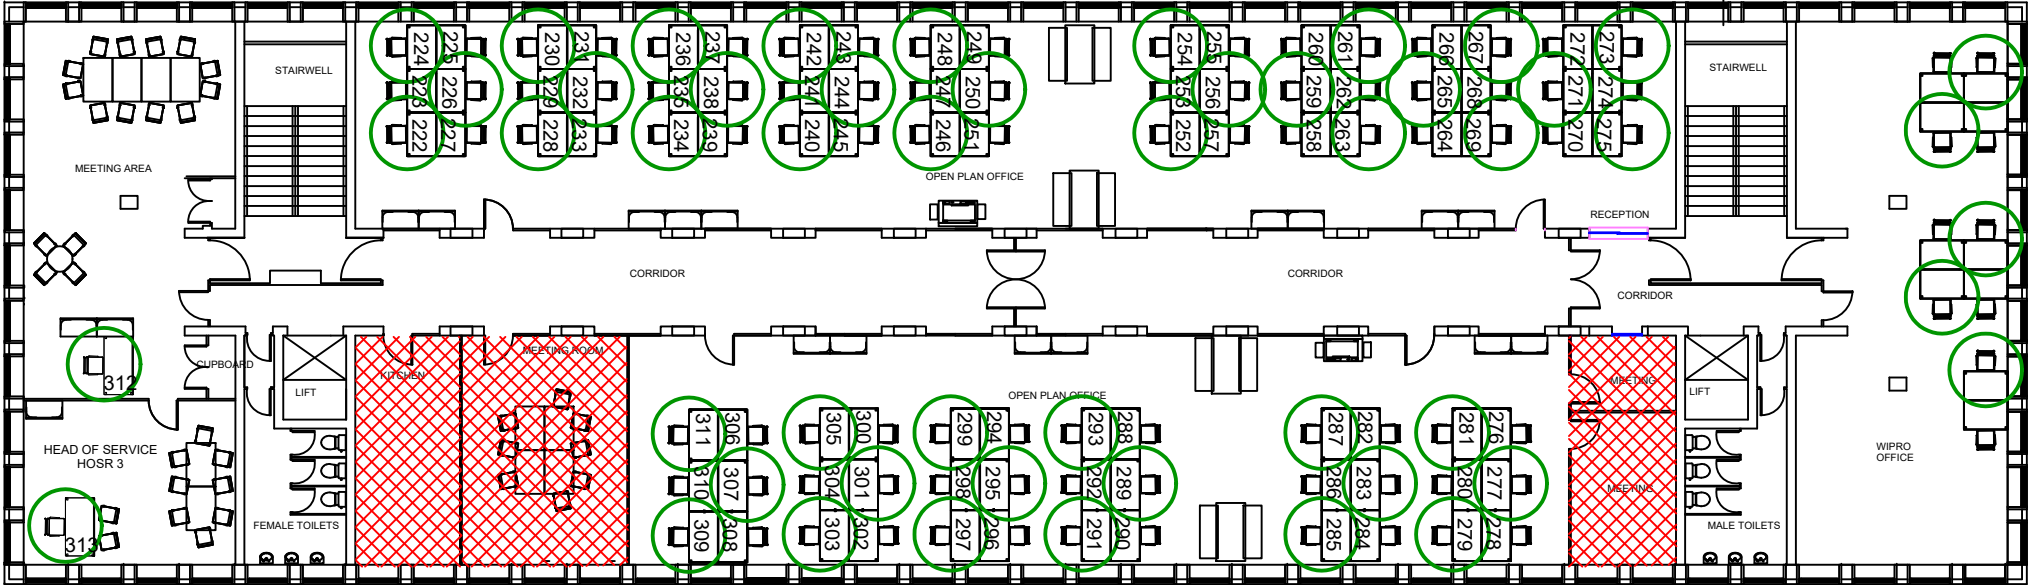 STAIRWELL
MEETING AREA
224 225
223 226
222 227
230 231
229 232
228 233
236 237
235 238
234 239
242 243
241 244
240 245
248 249
247 250
246 251
254 255
253 256
252 257
260 261
259 262
258 263
266 267
265 268
264 269
272 273
271 274
270 275
OPEN PLAN OFFICE
STAIRWELL
RECEPTION
CORRIDOR
CORRIDOR
CORRIDOR
312
CUPBOARD
LIFT
KITCHEN
MEETING ROOM
OPEN PLAN OFFICE
MEETING
LIFT
HEAD OF SERVICE
HOSR 3
313
FEMALE TOILETS
311 306
310 307
309 308
305 300
304 301
303 302
299 294
298 295
297 296
293 288
292 289
291 290
287 282
286 283
285 284
281 276
280 277
279 278
MEETING
MALE TOILETS
WIPRO
OFFICE